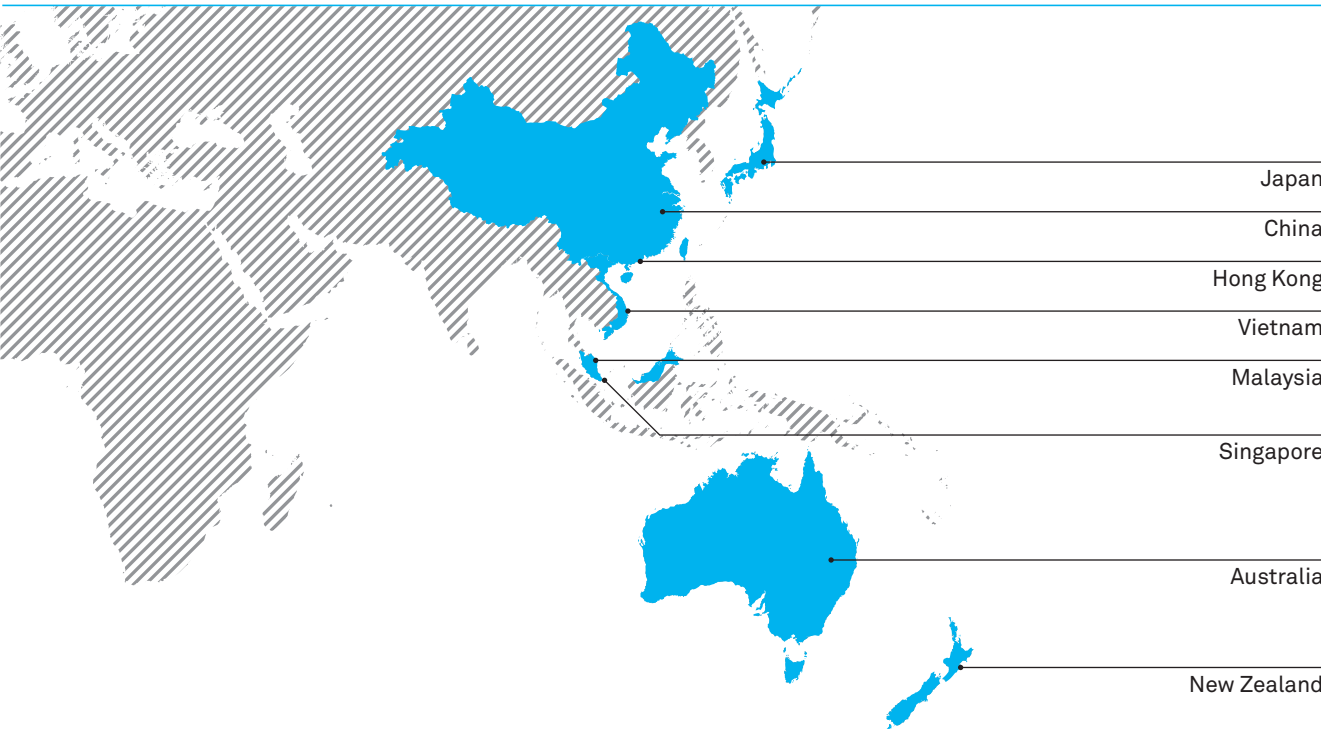 Japan
China
Hong Kong
Vietnam
Malaysia
Singapore
Australia
New Zealand